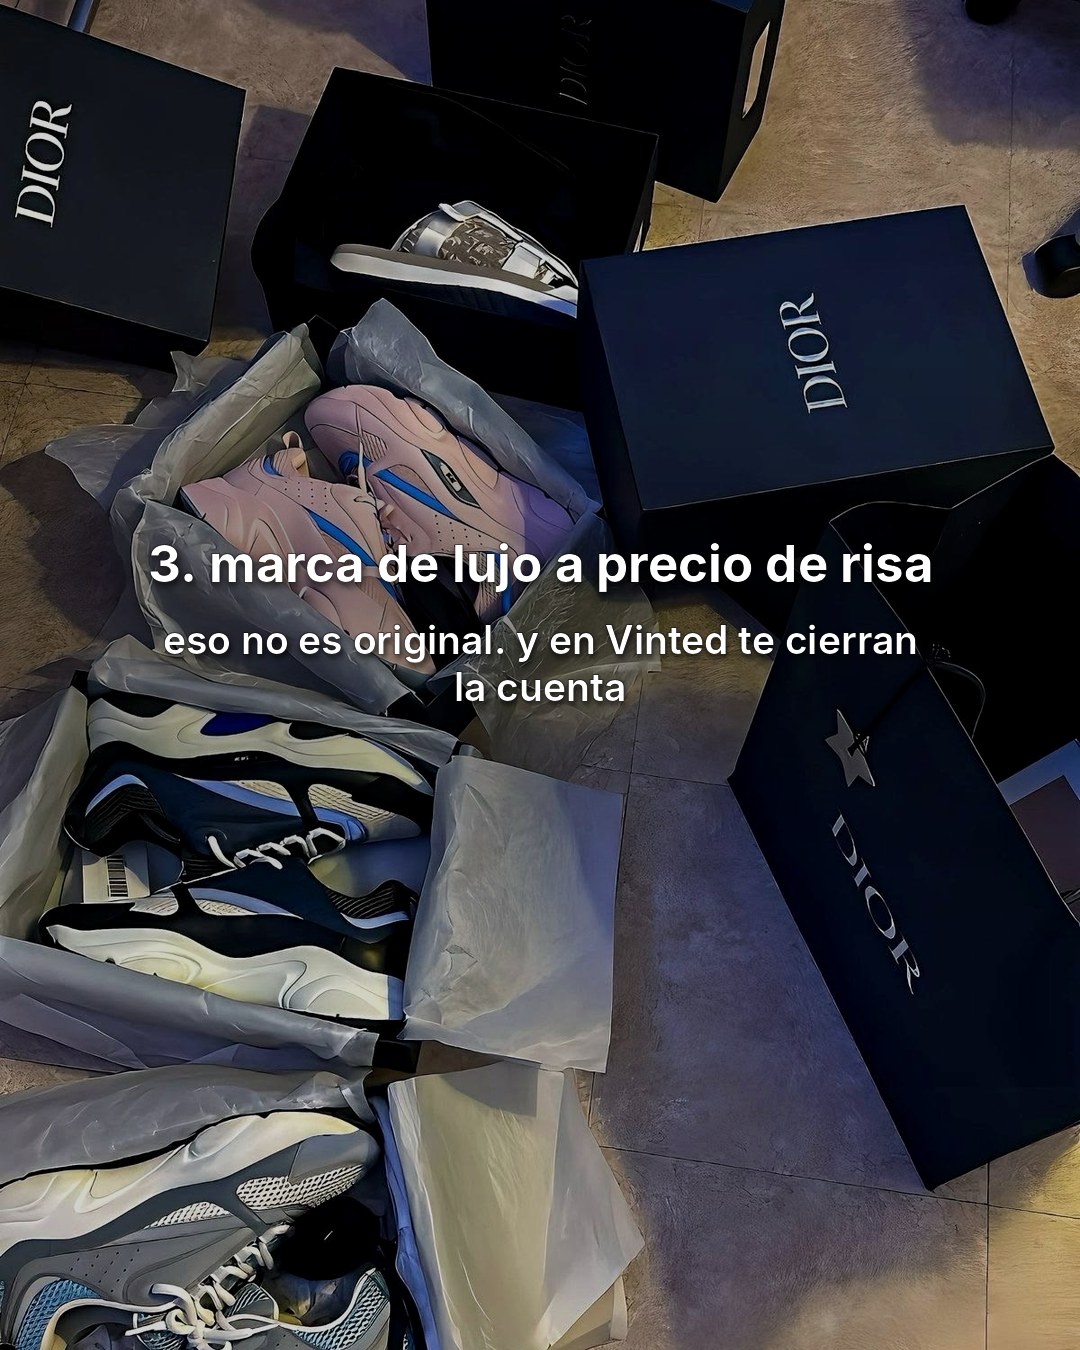 DIOR
DIOR
DIOR
3. marca de lujo a precio de risa
eso no es original. y en Vinted te cierran
la cuenta
DIOR